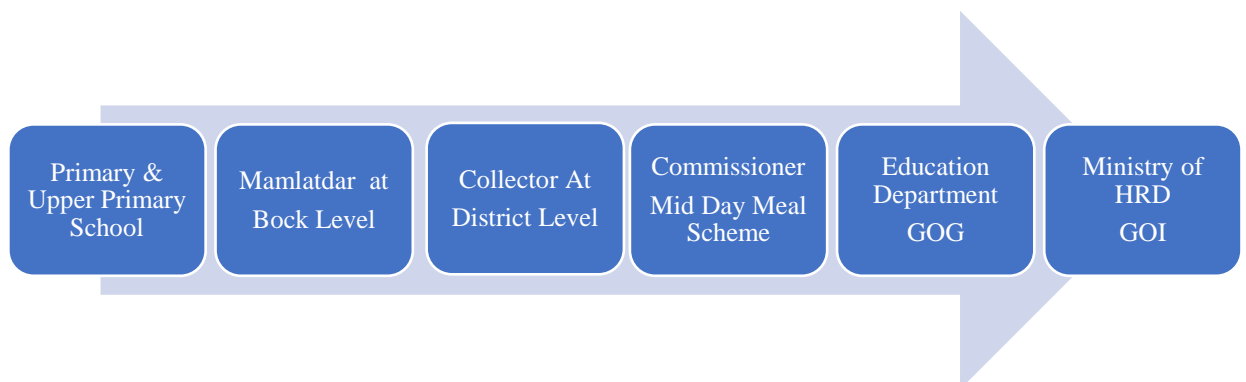 Primary &
Upper Primary
School
Mamlatdar at
Bock Level
Collector At
District Level
Commissioner
Mid Day Meal
Scheme
Education
Department
GOG
Ministry of
HRD
GOI